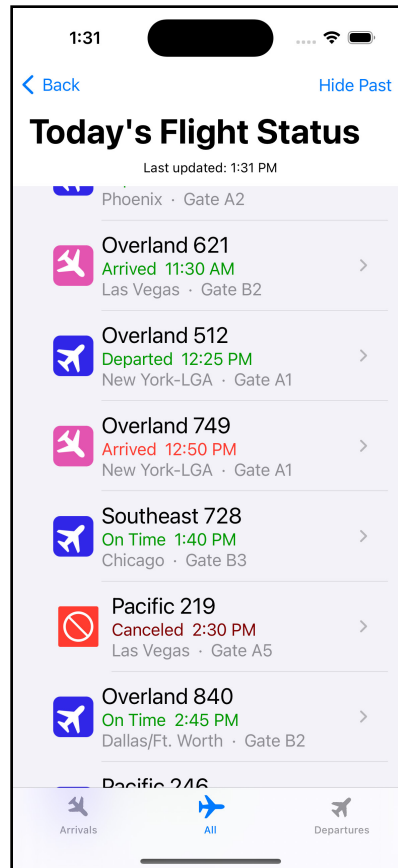 1:31
Back
Hide Past
Today's Flight Status
Last updated: 1:31 PM
Phoenix · Gate A2
Overland 621
Arrived 11:30 AM
Las Vegas · Gate B2
Overland 512
Departed 12:25 PM
New York-LGA · Gate A1
Overland 749
Arrived 12:50 PM
New York-LGA · Gate A1
Southeast 728
On Time 1:40 PM
Chicago · Gate B3
Pacific 219
Canceled 2:30 PM
Las Vegas · Gate A5
Overland 840
On Time 2:45 PM
Dallas/Ft. Worth · Gate B2
Pacific 246
Arrivals
All
Departures